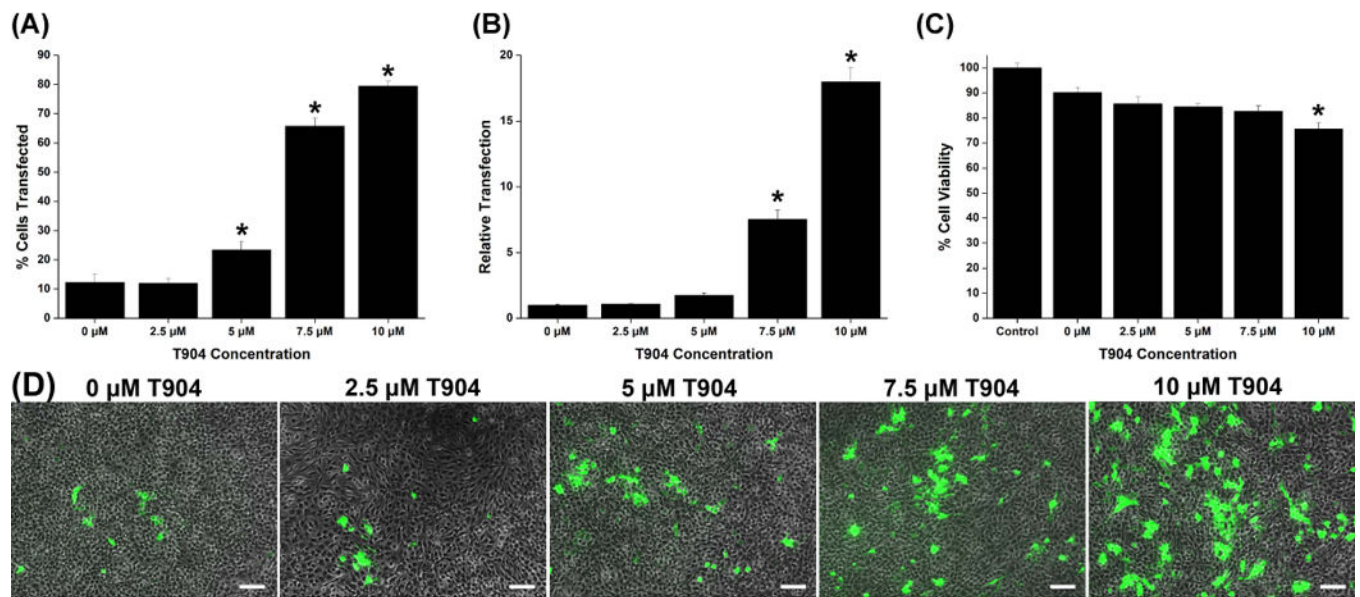 (A)
% Cells Transfected
90
80
70
60
50
40
30
20
10
0
* * *
0 µM 2.5 µM 5 µM 7.5 µM 10 µM
T904 Concentration
(B)
Relative Transfection
20
15
10
5
0
* *
0 µM 2.5 µM 5 µM 7.5 µM 10 µM
T904 Concentration
(C)
% Cell Viability
100
90
80
70
60
50
40
30
20
10
0
*
Control 0 µM 2.5 µM 5 µM 7.5 µM 10 µM
T904 Concentration
(D) 0 µM T904 2.5 µM T904 5 µM T904 7.5 µM T904 10 µM T904